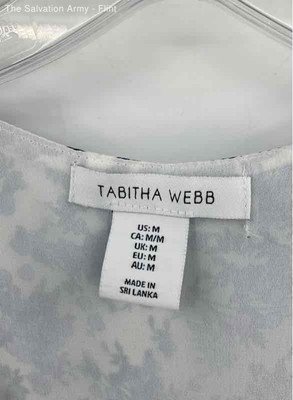 The Salvation Army - Flint
TABITHA WEBB
US: M
CA: M/M
UK: M
EU: M
AU: M
MADE IN
SRI LANKA